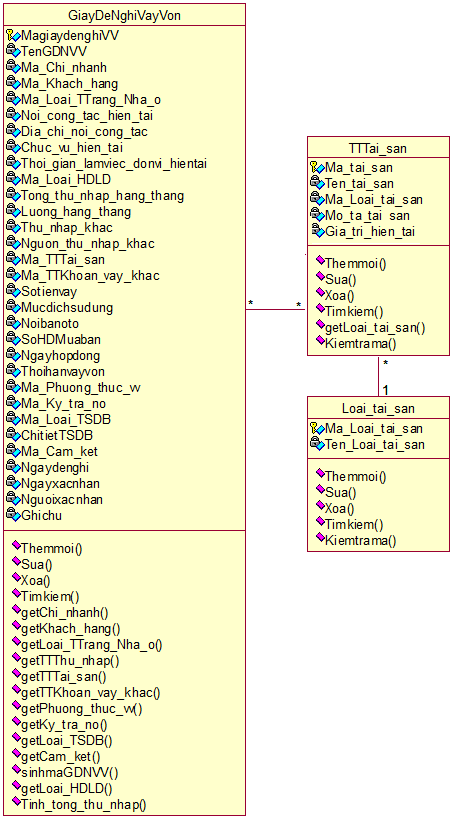 GiayDeNghiVayVon
MagiaydenghiVV
TenGDNVV
Ma_Chi_nhanh
Ma_Khach_hang
Ma_Loai_TTrang_Nha_o
Noi_cong_tac_hien_tai
Dia_chi_noi_cong_tac
Chuc_vu_hien_tai
Thoi_gian_lamviec_donvi_hientai
Ma_Loai_HDLD
Tong_thu_nhap_hang_thang
Luong_hang_thang
Thu_nhap_khac
Nguon_thu_nhap_khac
Ma_TTTai_san
Ma_TTKhoan_vay_khac
Sotienvay
Mucdichsudung
Noibanoto
SoHDMuaban
Ngayhopdong
Thoihanvayvon
Ma_Phuong_thuc_vv
Ma_Ky_tra_no
Ma_Loai_TSDB
ChitietTSDB
Ma_Cam_ket
Ngaydenghi
Ngayxacnhan
Nguoixacnhan
Ghichu
Themmoi()
Sua()
Xoa()
Timkiem()
getChi_nhanh()
getKhach_hang()
getLoai_TTrang_Nha_o()
getTTThu_nhap()
getTTTai_san()
getTTKhoan_vay_khac()
getPhuong_thuc_vv()
getKy_tra_no()
getLoai_TSDB()
getCam_ket()
sinhmaGDNVV()
getLoai_HDLD()
Tinh_tong_thu_nhap()
* *
TTTai_san
Ma_tai_san
Ten_tai_san
Ma_Loai_tai_san
Mo_ta_tai_san
Gia_tri_hien_tai
Themmoi()
Sua()
Xoa()
Timkiem()
getLoai_tai_san()
Kiemtrama()
*
1
Loai_tai_san
Ma_Loai_tai_san
Ten_Loai_tai_san
Themmoi()
Sua()
Xoa()
Timkiem()
Kiemtrama()